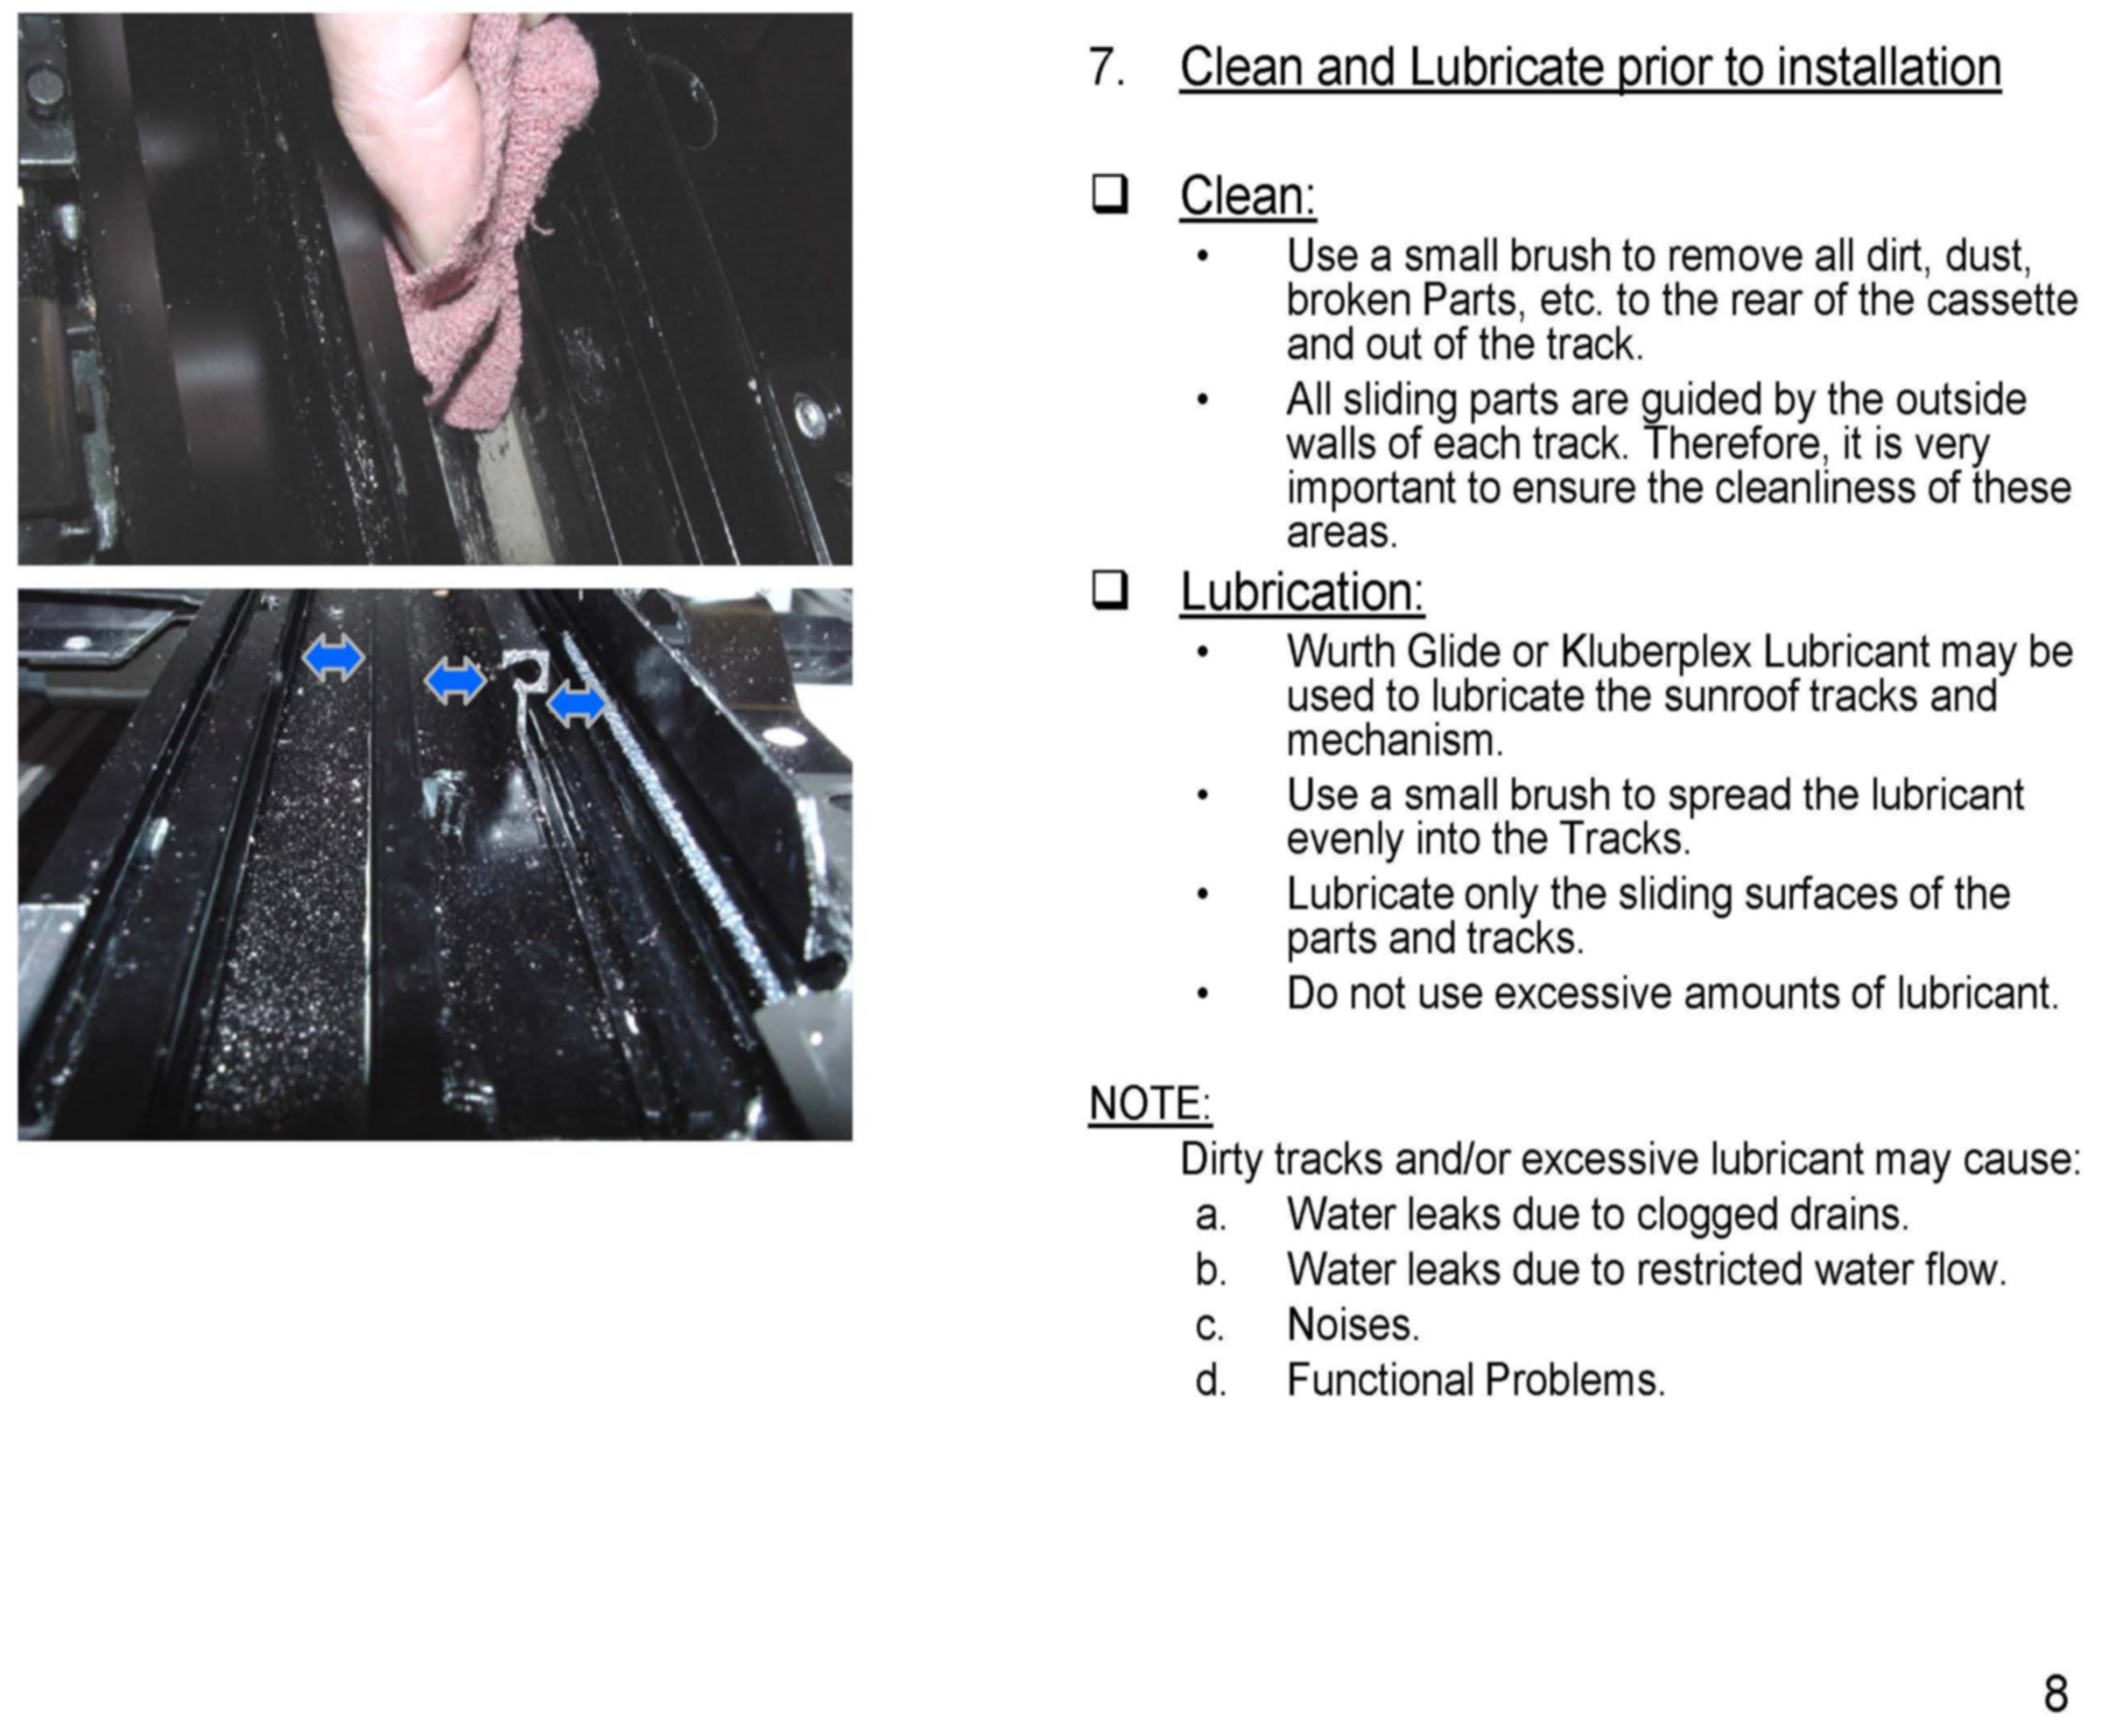 7. Clean and Lubricate prior to installation
❑ Clean:
• Use a small brush to remove all dirt, dust,
broken Parts, etc. to the rear of the cassette
and out of the track.
• All sliding parts are guided by the outside
walls of each track. Therefore, it is very
important to ensure the cleanliness of these
areas.
❑ Lubrication:
• Wurth Glide or Kluberplex Lubricant may be
used to lubricate the sunroof tracks and
mechanism.
• Use a small brush to spread the lubricant
evenly into the Tracks.
• Lubricate only the sliding surfaces of the
parts and tracks.
• Do not use excessive amounts of lubricant.
NOTE:
Dirty tracks and/or excessive lubricant may cause:
a. Water leaks due to clogged drains.
b. Water leaks due to restricted water flow.
c. Noises.
d. Functional Problems.
8